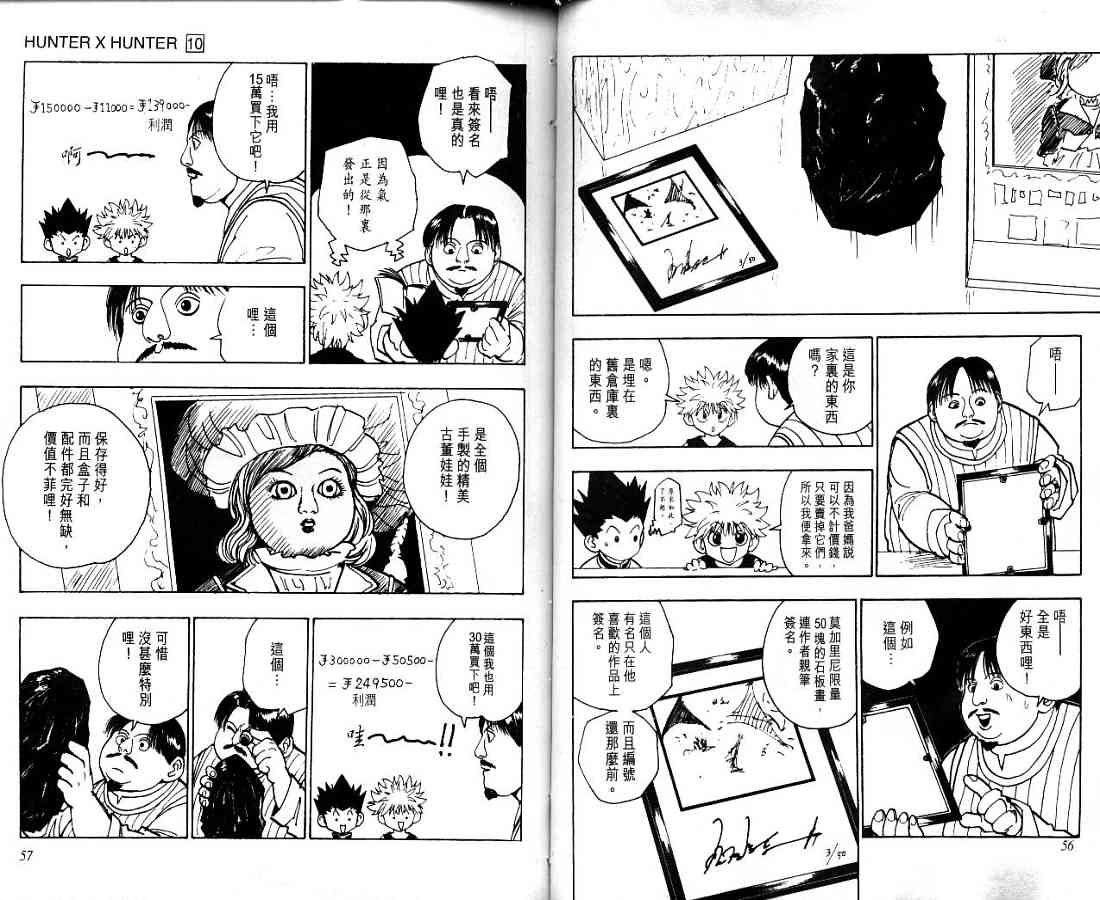 HUNTER X HUNTER 10
3/50
唔——
這是你
家裏的東西
嗎？
嗯。
是埋在
舊倉庫裏
的東西。
因為我爸媽說
可以不計價錢，
只要賣掉它們，
所以我便拿來。
唔——
全是
好東西哩！
例如
這個…
莫加里尼限量
50塊的石板畫，
連作者親筆
簽名。
這個人
有名只在他
喜歡的作品上
簽名。
而且編號
還那麼前。
3/50
56
唔——
看來簽名
也是真的
哩！
因為氣
正是從那裏
發出的！
唔…我用
15萬買下它吧！
150000-11000=139000-
利潤
啊
這個
哩…
是全個
手製的精美
古董娃娃！
保存得好，
而且盒子和
配件都完好無缺，
價值不菲哩！
這個我也用
30萬買下吧！
300000-50500-
=249500-
利潤
哇!!
這個…
可惜
沒甚麼特別
哩！
57